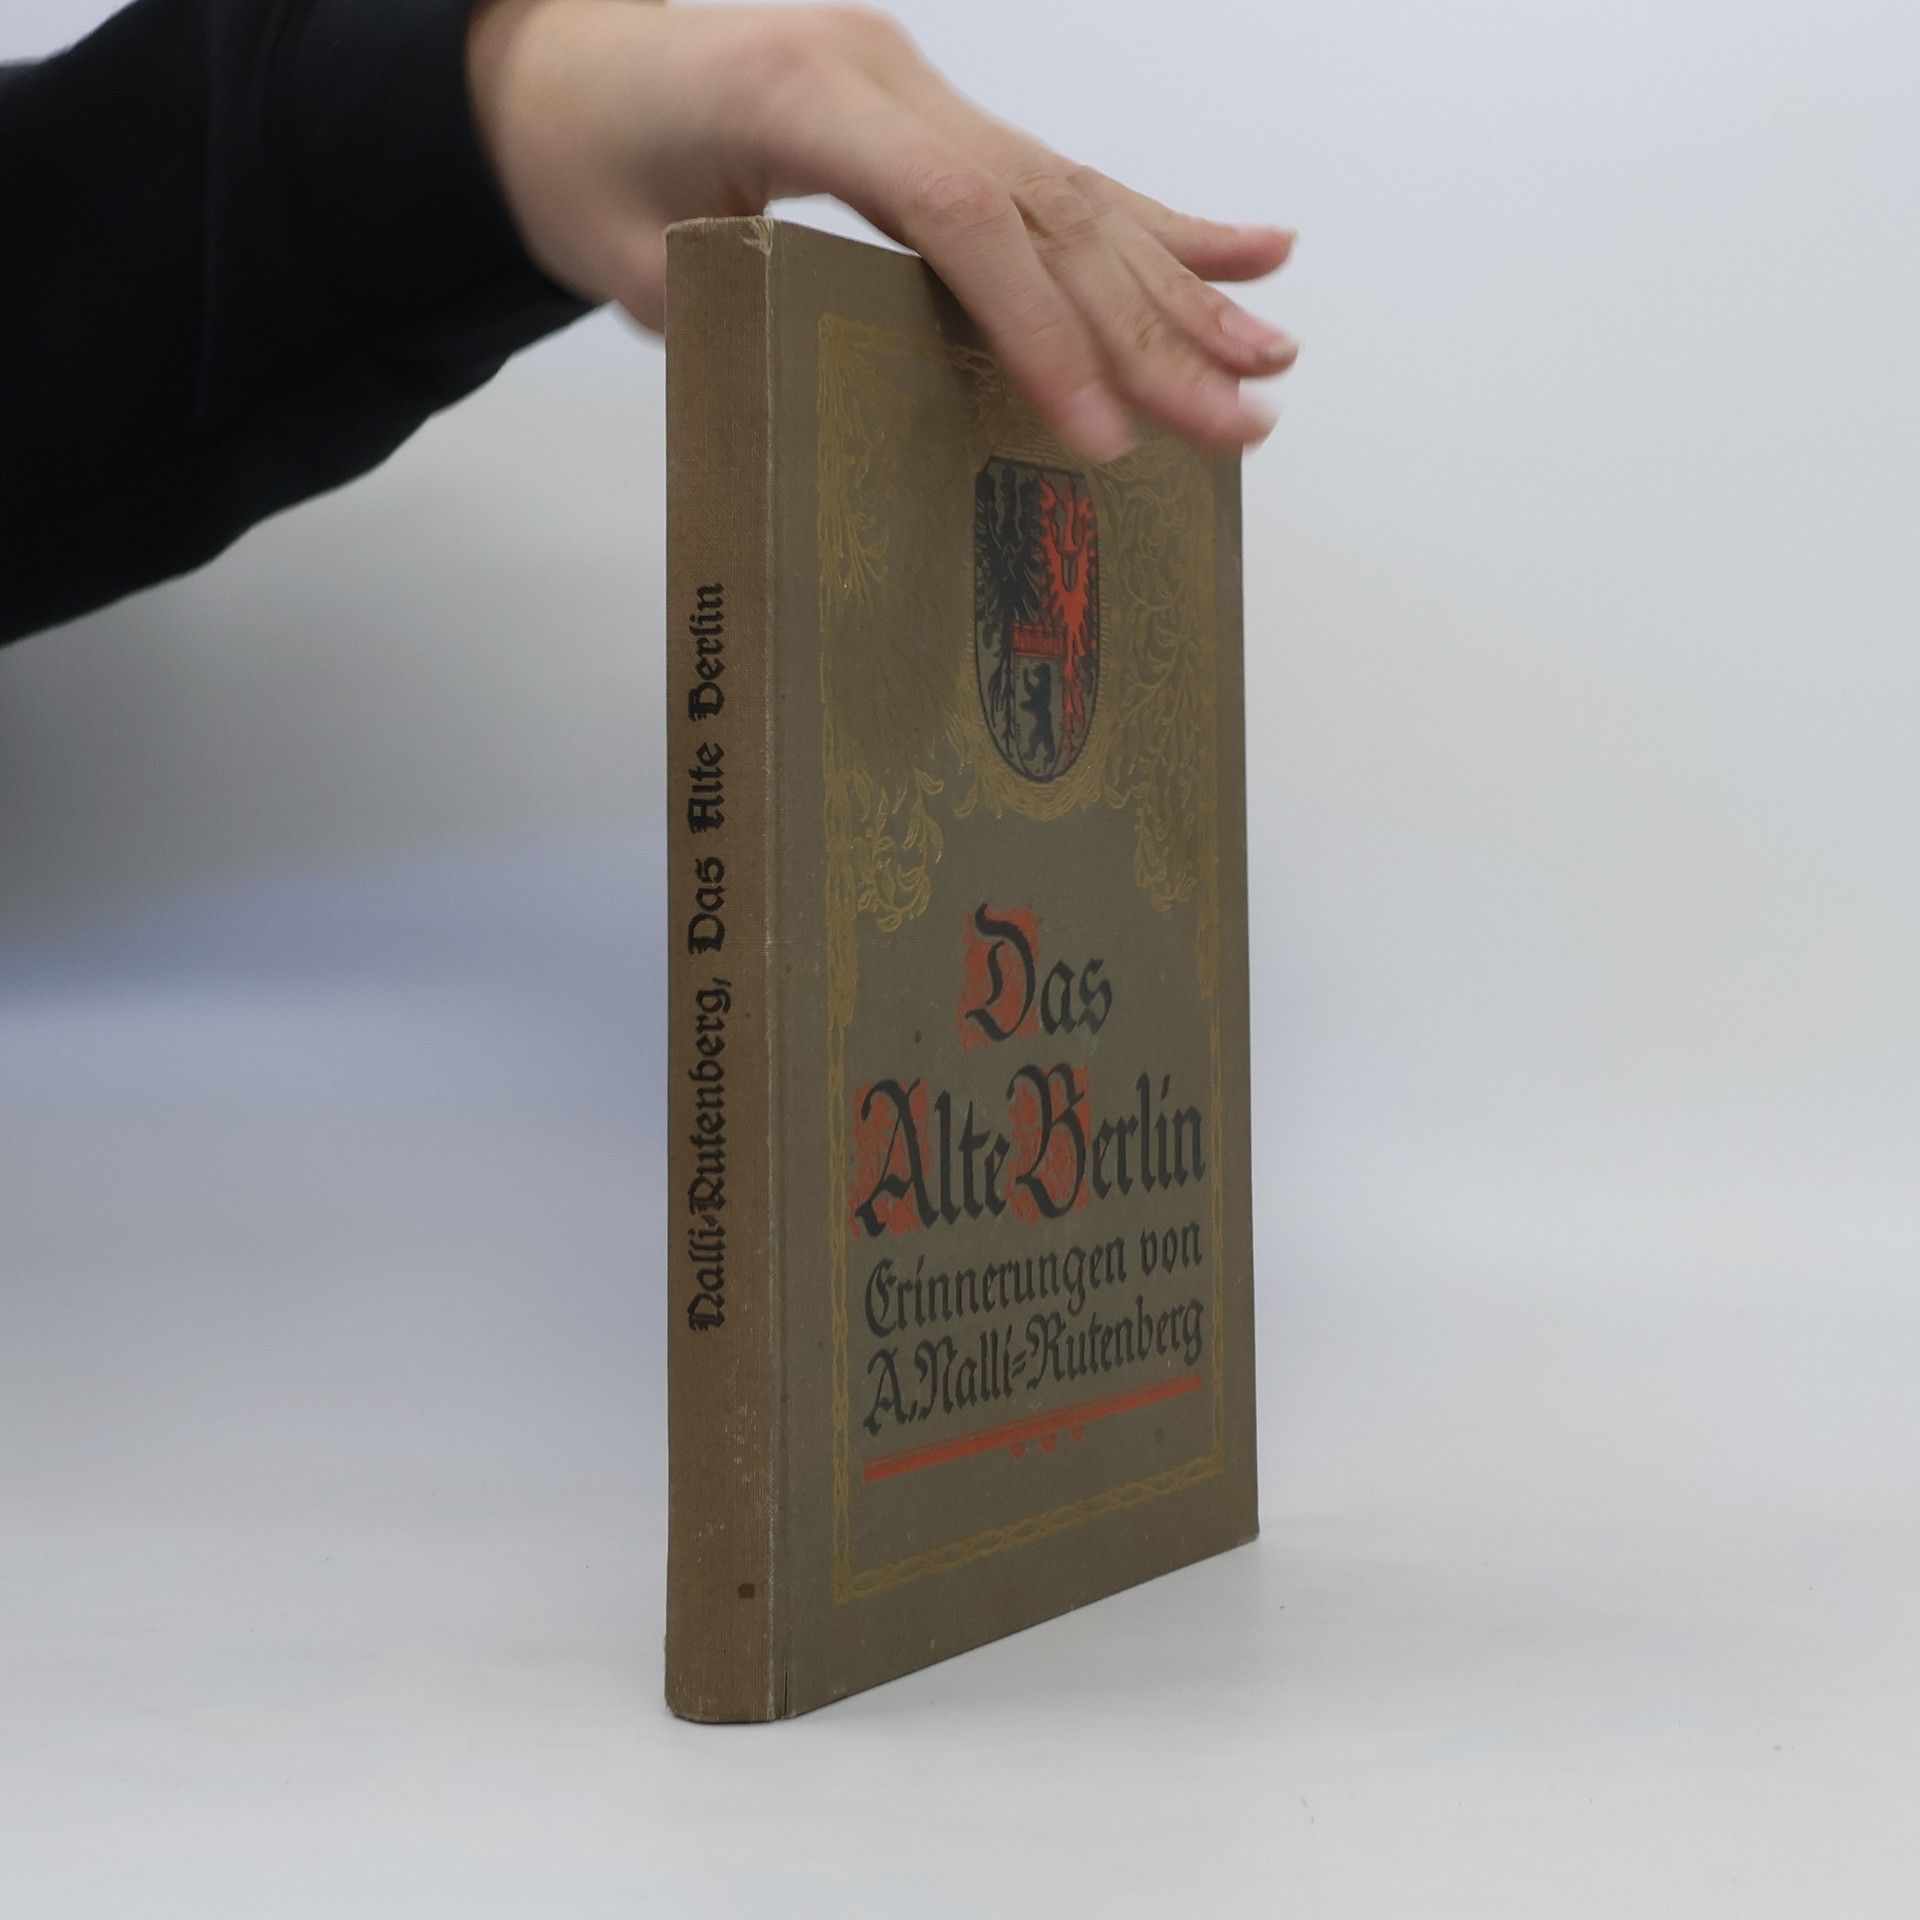 Nalli-Rutenberg, Das Alte Berlin
Das
Alte Berlin
Erinnerungen von
A. Nalli=Rutenberg